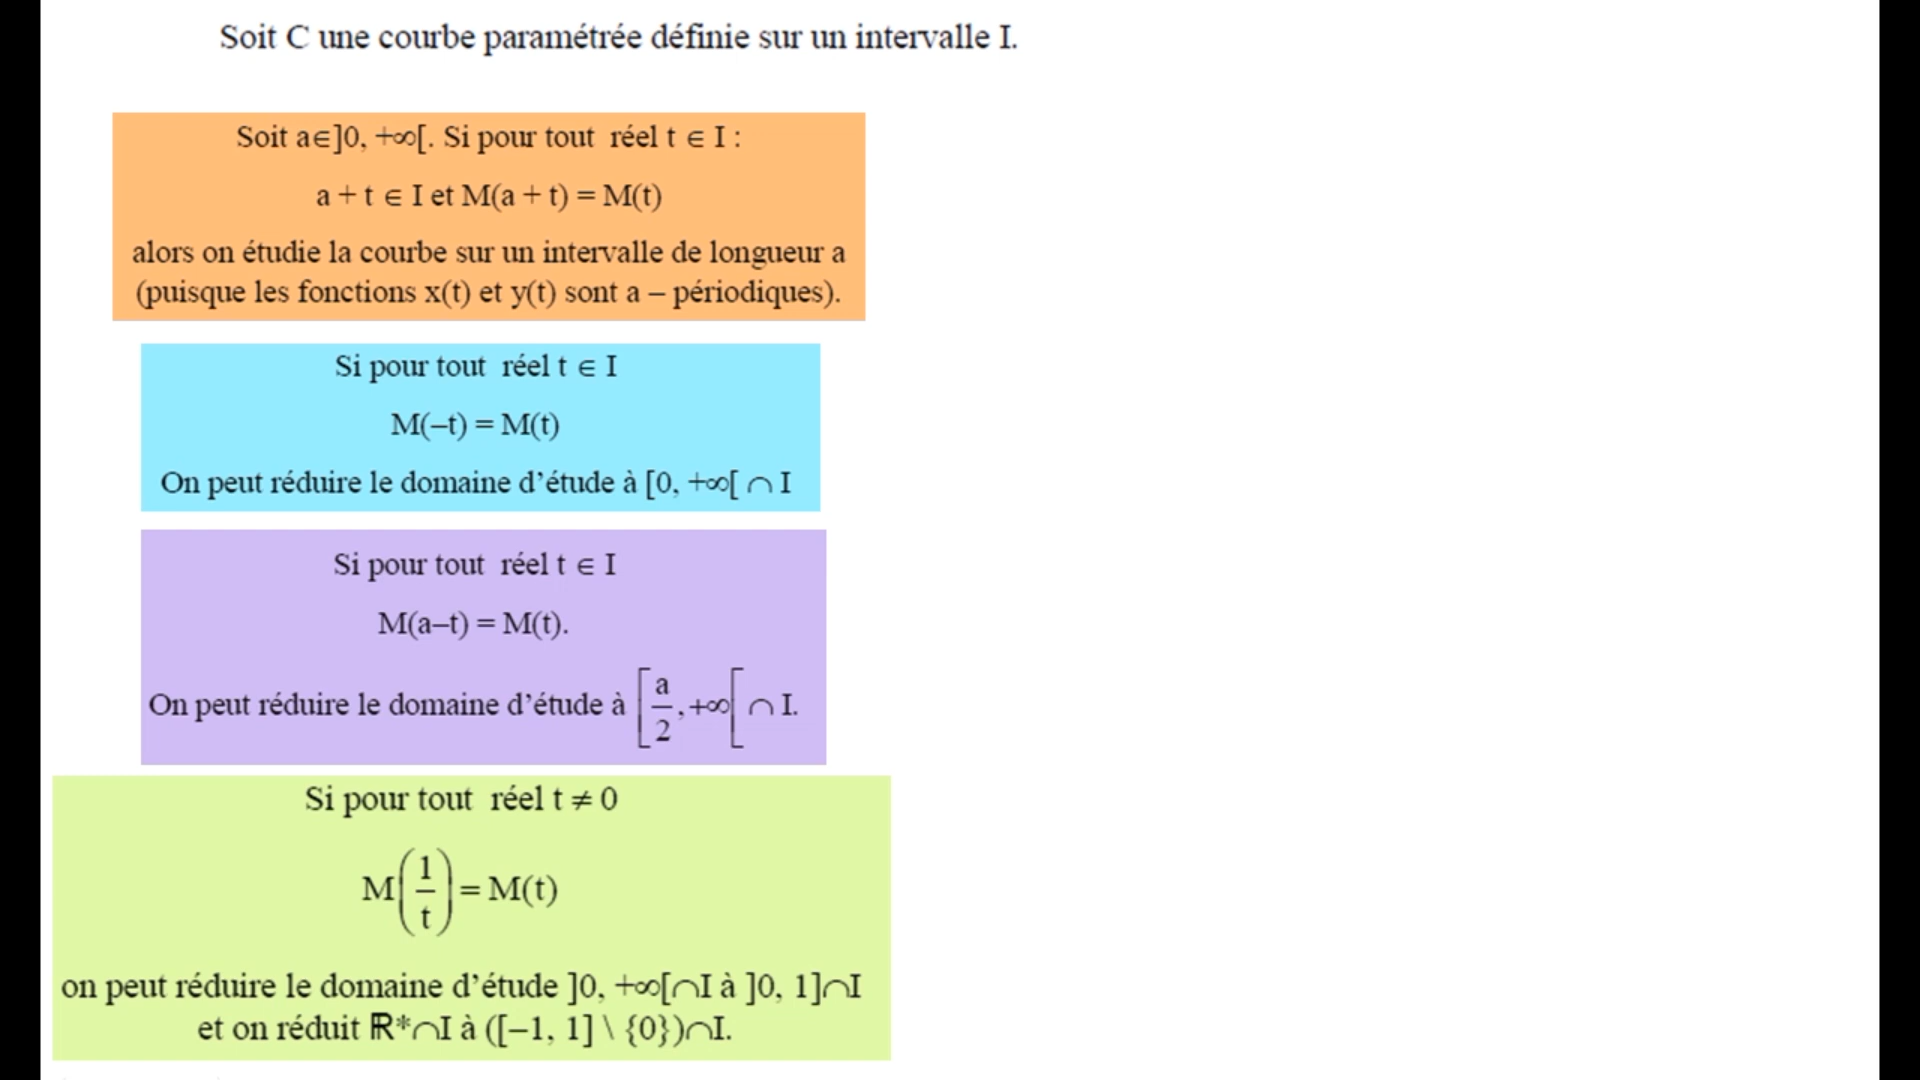 Soit C une courbe paramétrée définie sur un intervalle I.
Soit a∈]0, +∞[. Si pour tout réel t ∈ I :
a + t ∈ I et M(a + t) = M(t)
alors on étudie la courbe sur un intervalle de longueur a
(puisque les fonctions x(t) et y(t) sont a – périodiques).
Si pour tout réel t ∈ I
M(–t) = M(t)
On peut réduire le domaine d’étude à [0, +∞[ ∩ I
Si pour tout réel t ∈ I
M(a–t) = M(t).
On peut réduire le domaine d’étude à [a/2, +∞[ ∩ I.
Si pour tout réel t ≠ 0
M(1/t) = M(t)
on peut réduire le domaine d’étude ]0, +∞[∩I à ]0, 1]∩I
et on réduit ℝ*∩I à ([–1, 1] \ {0})∩I.